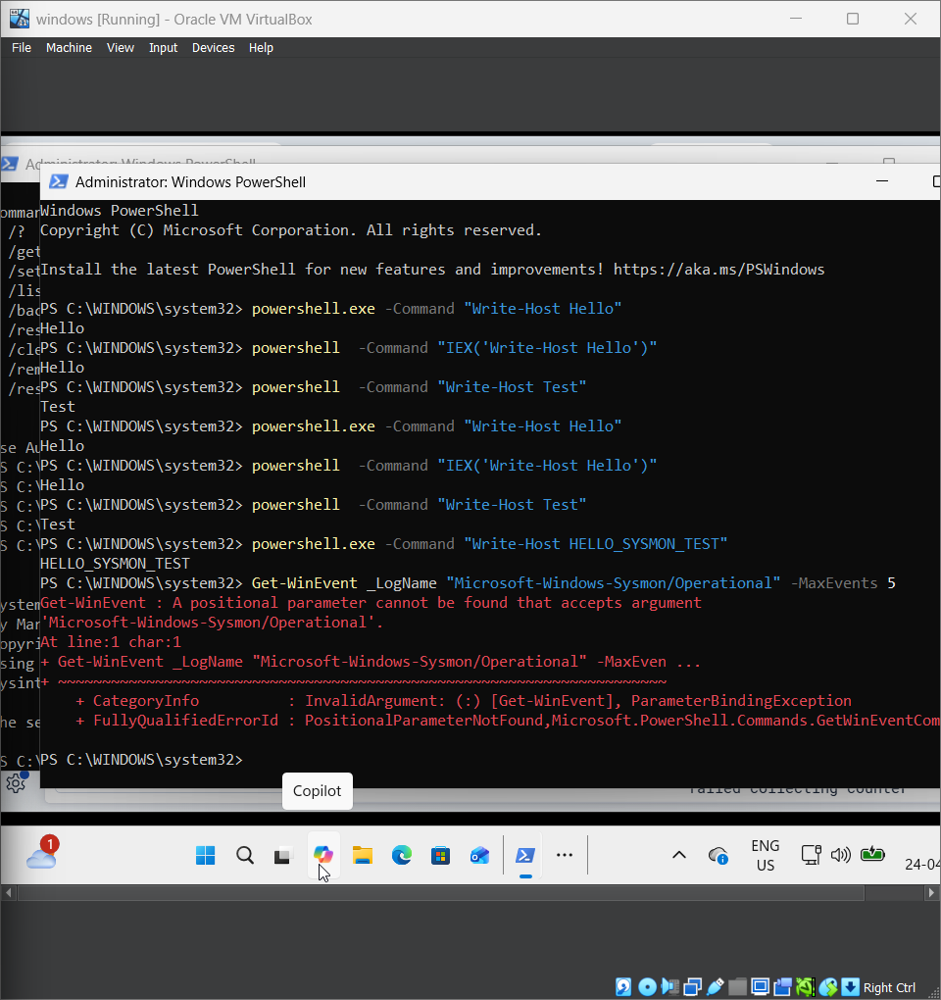 windows [Running] - Oracle VM VirtualBox
File Machine View Input Devices Help
Administrator: Windows PowerShell
Administrator: Windows PowerShell
Windows PowerShell
Copyright (C) Microsoft Corporation. All rights reserved.
Install the latest PowerShell for new features and improvements! https://aka.ms/PSWindows
PS C:\WINDOWS\system32> powershell.exe -Command "Write-Host Hello"
Hello
PS C:\WINDOWS\system32> powershell  -Command "IEX('Write-Host Hello')"
Hello
PS C:\WINDOWS\system32> powershell  -Command "Write-Host Test"
Test
PS C:\WINDOWS\system32> powershell.exe -Command "Write-Host Hello"
Hello
PS C:\WINDOWS\system32> powershell  -Command "IEX('Write-Host Hello')"
Hello
PS C:\WINDOWS\system32> powershell  -Command "Write-Host Test"
Test
PS C:\WINDOWS\system32> powershell.exe -Command "Write-Host HELLO_SYSMON_TEST"
HELLO_SYSMON_TEST
PS C:\WINDOWS\system32> Get-WinEvent _LogName "Microsoft-Windows-Sysmon/Operational" -MaxEvents 5
Get-WinEvent : A positional parameter cannot be found that accepts argument
'Microsoft-Windows-Sysmon/Operational'.
At line:1 char:1
+ Get-WinEvent _LogName "Microsoft-Windows-Sysmon/Operational" -MaxEven ...
+ ~~~~~~~~~~~~~~~~~~~~~~~~~~~~~~~~~~~~~~~~~~~~~~~~~~~~~~~~~~~~~~~~~~~~~
    + CategoryInfo          : InvalidArgument: (:) [Get-WinEvent], ParameterBindingException
    + FullyQualifiedErrorId : PositionalParameterNotFound,Microsoft.PowerShell.Commands.GetWinEventCom
PS C:\WINDOWS\system32>
ommar
/?
/get
/set
/lis
/bac
/res
/cle
/rem
/res
se Au
S C:\
S C:\
S C:\
S C:\
S C:\
ystem
y Mar
opyri
sing
ysint
he se
S C:\
Failed collecting counter
Copilot
1
ENG
US
24-04
Right Ctrl